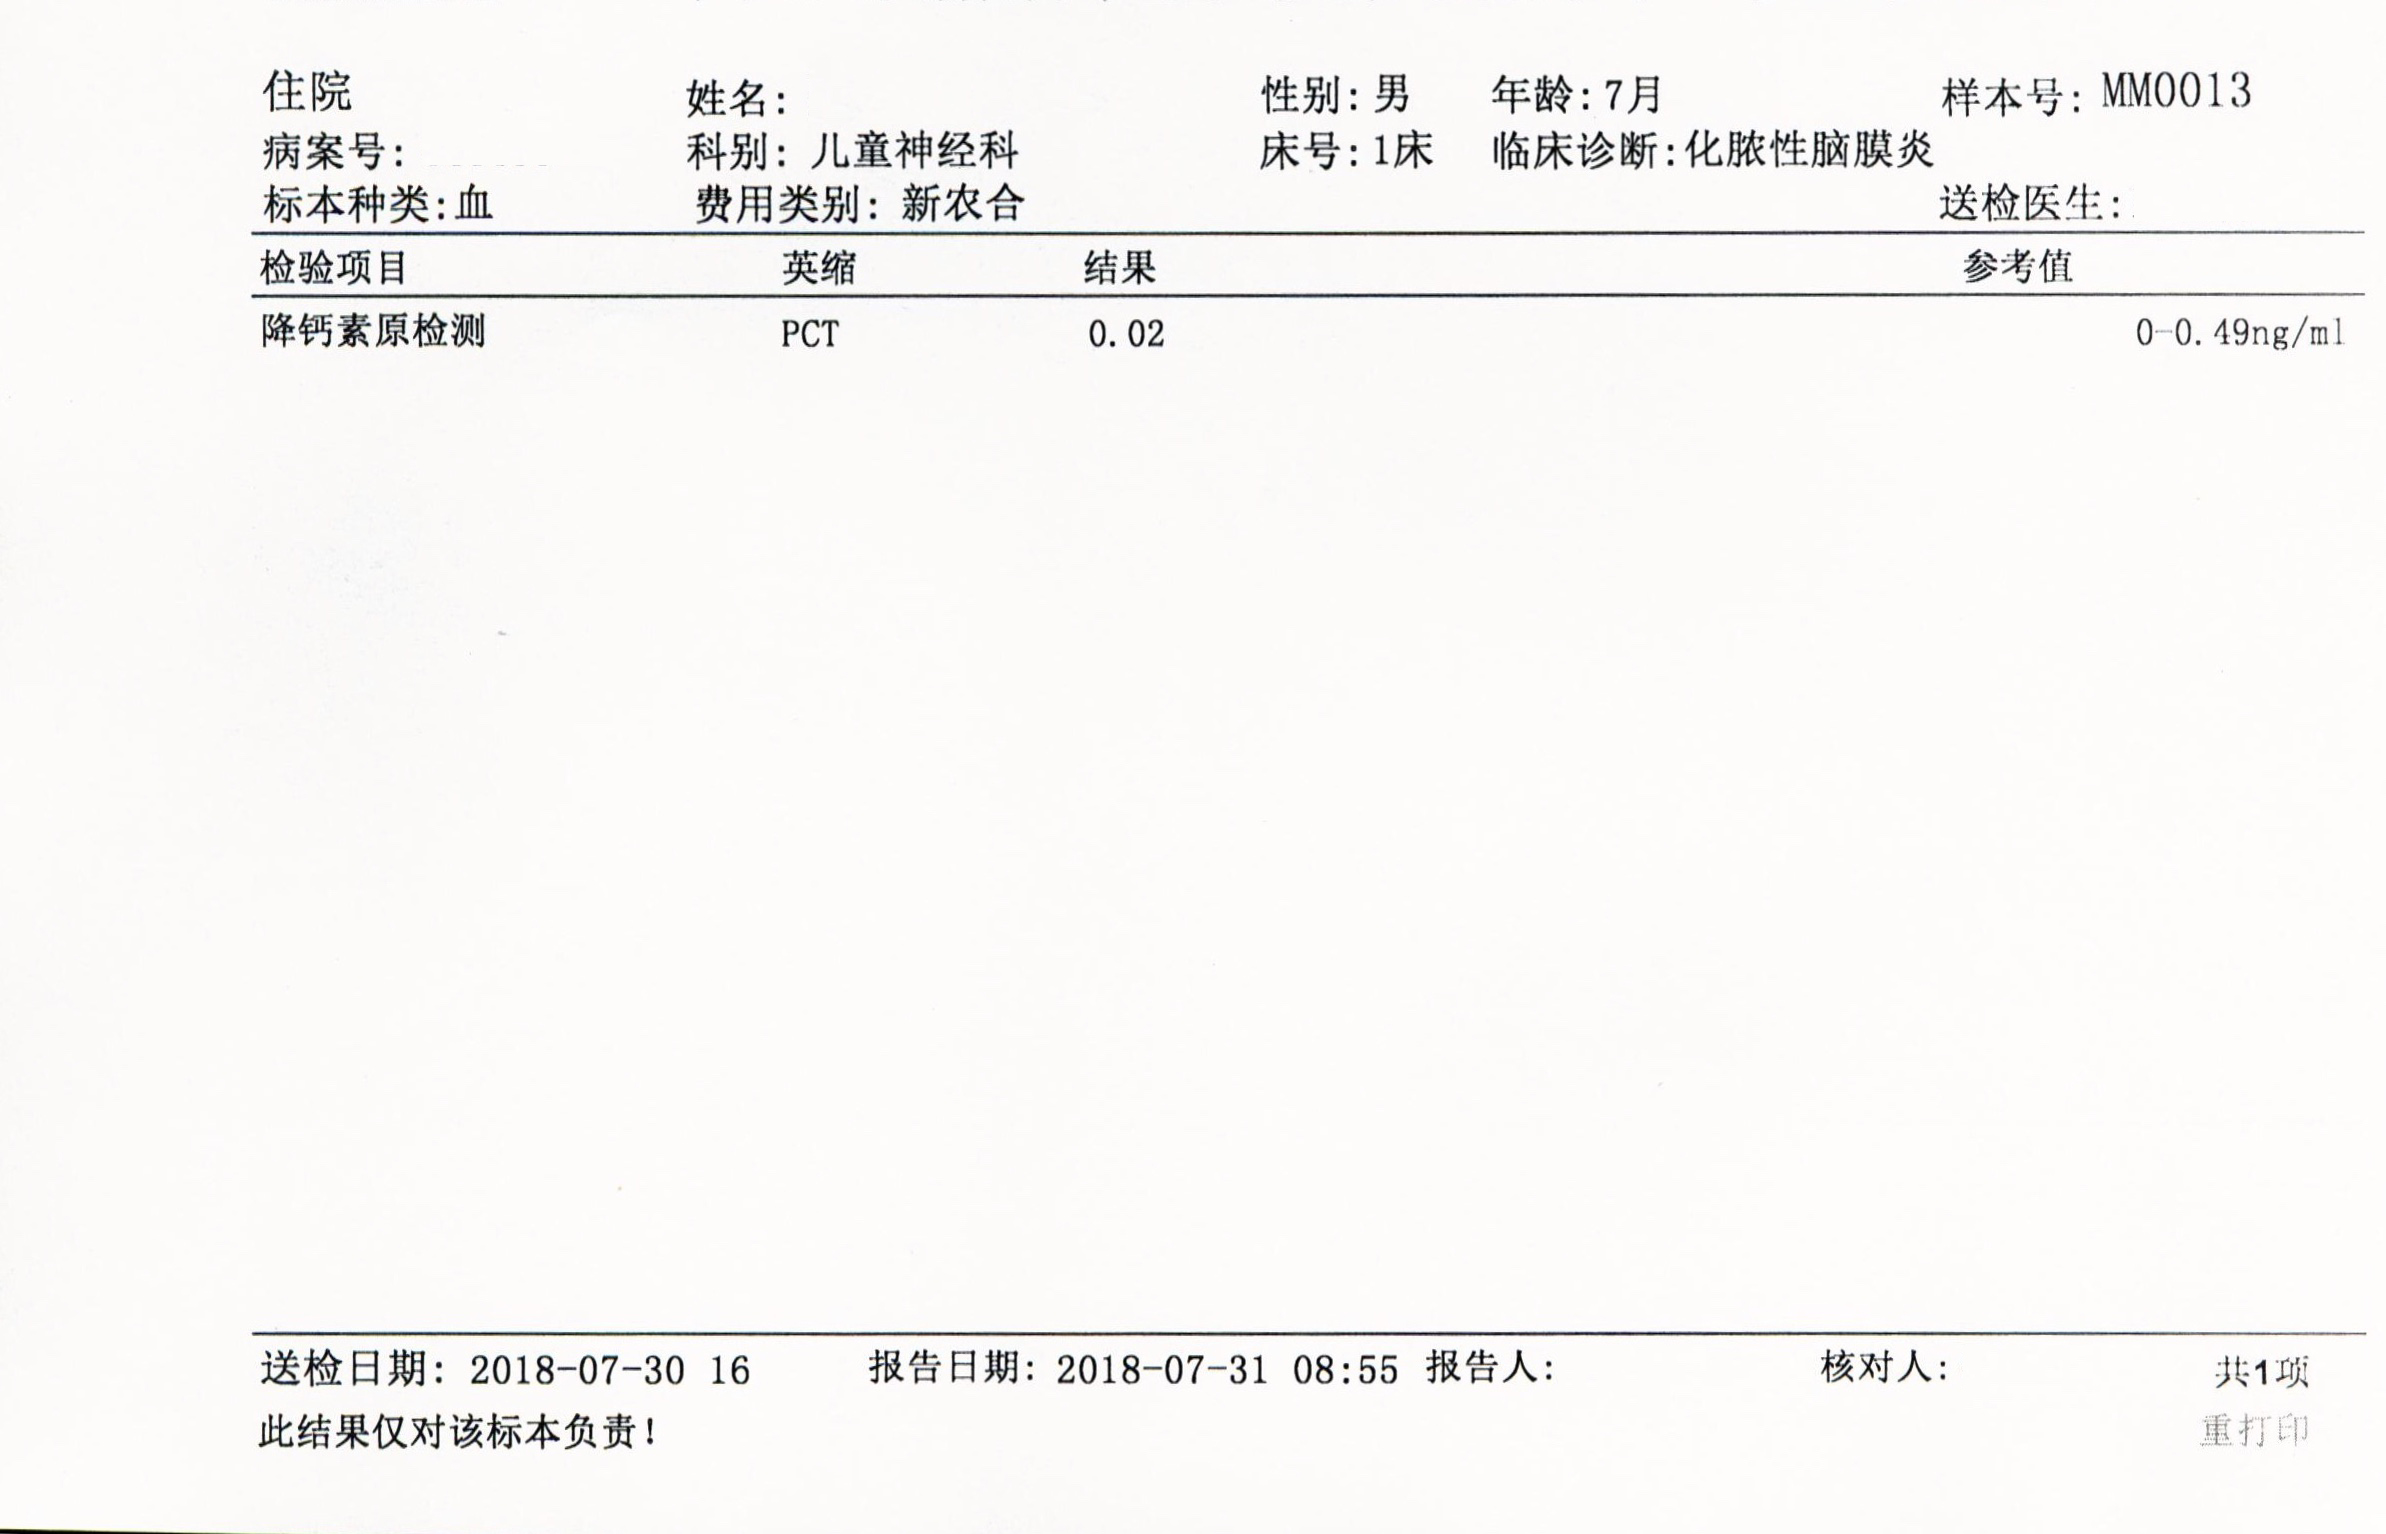 住院 姓名: 性别: 男 年龄: 7月 样本号: MM0013
病案号: 科别: 儿童神经科 床号: 1床 临床诊断: 化脓性脑膜炎
标本种类: 血 费用类别: 新农合 送检医生:
检验项目 英缩 结果 参考值
降钙素原检测 PCT 0.02 0-0.49ng/ml
送检日期: 2018-07-30 16 报告日期: 2018-07-31 08:55 报告人: 核对人: 共1项
此结果仅对该标本负责! 重打印